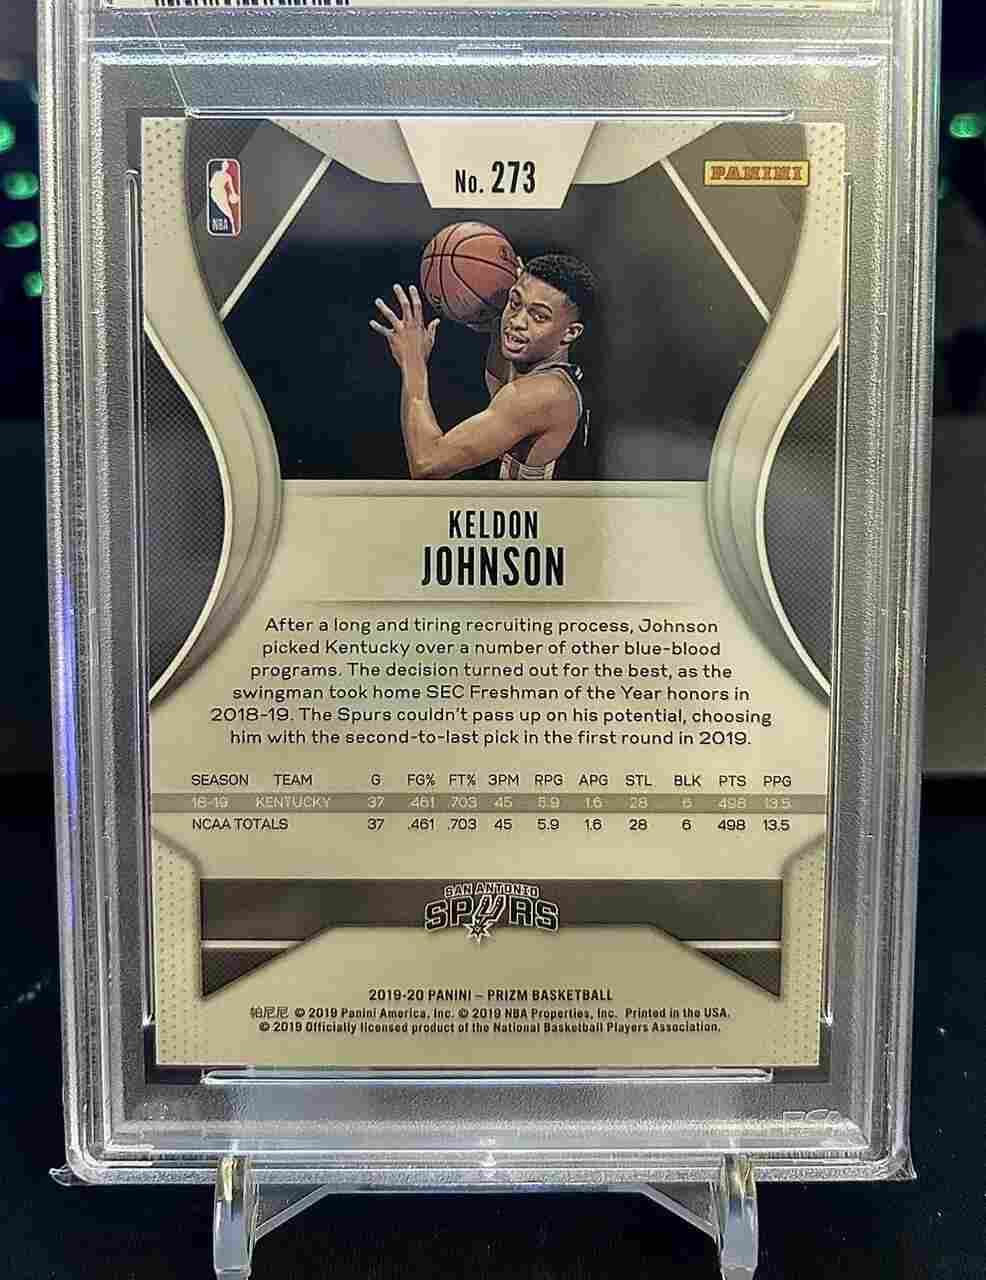 No. 273
PANINI
NBA
KELDON
JOHNSON
After a long and tiring recruiting process, Johnson
picked Kentucky over a number of other blue-blood
programs. The decision turned out for the best, as the
swingman took home SEC Freshman of the Year honors in
2018-19. The Spurs couldn't pass up on his potential, choosing
him with the second-to-last pick in the first round in 2019.
SEASON TEAM G FG% FT% 3PM RPG APG STL BLK PTS PPG
18-19 KENTUCKY 37 .461 .703 45 5.9 1.6 28 6 498 13.5
NCAA TOTALS 37 .461 .703 45 5.9 1.6 28 6 498 13.5
SAN ANTONIO
SPURS
2019-20 PANINI – PRIZM BASKETBALL
帕尼尼 © 2019 Panini America, Inc. © 2019 NBA Properties, Inc. Printed in the USA.
© 2019 Officially licensed product of the National Basketball Players Association.
PSA